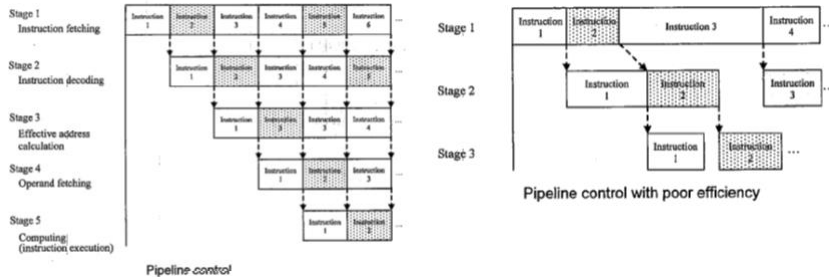 Stage 1
Instruction fetching
Instruction 1
Instruction 2
Instruction 3
Instruction 4
Instruction 5
Instruction 6
...
Stage 2
Instruction decoding
Instruction 1
Instruction 2
Instruction 3
Instruction 4
Instruction 5
...
Stage 3
Effective address
calculation
Instruction 1
Instruction 3
Instruction 3
Instruction 4
...
Stage 4
Operand fetching
Instruction 1
Instruction 2
Instruction 3
...
Stage 5
Computing
(instruction execution)
Instruction 1
Instruction 2
...
Pipeline control
Stage 1
Instruction 1
Instruction 2
Instruction 3
Instruction 4
...
Stage 2
Instruction 1
Instruction 2
Instruction 3
...
Stage 3
Instruction 1
Instruction 2
...
Pipeline control with poor efficiency